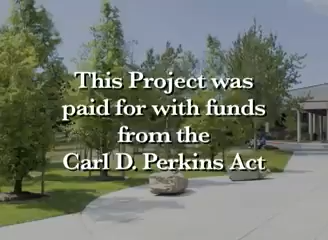 This Project was
paid for with funds
from the
Carl D. Perkins Act